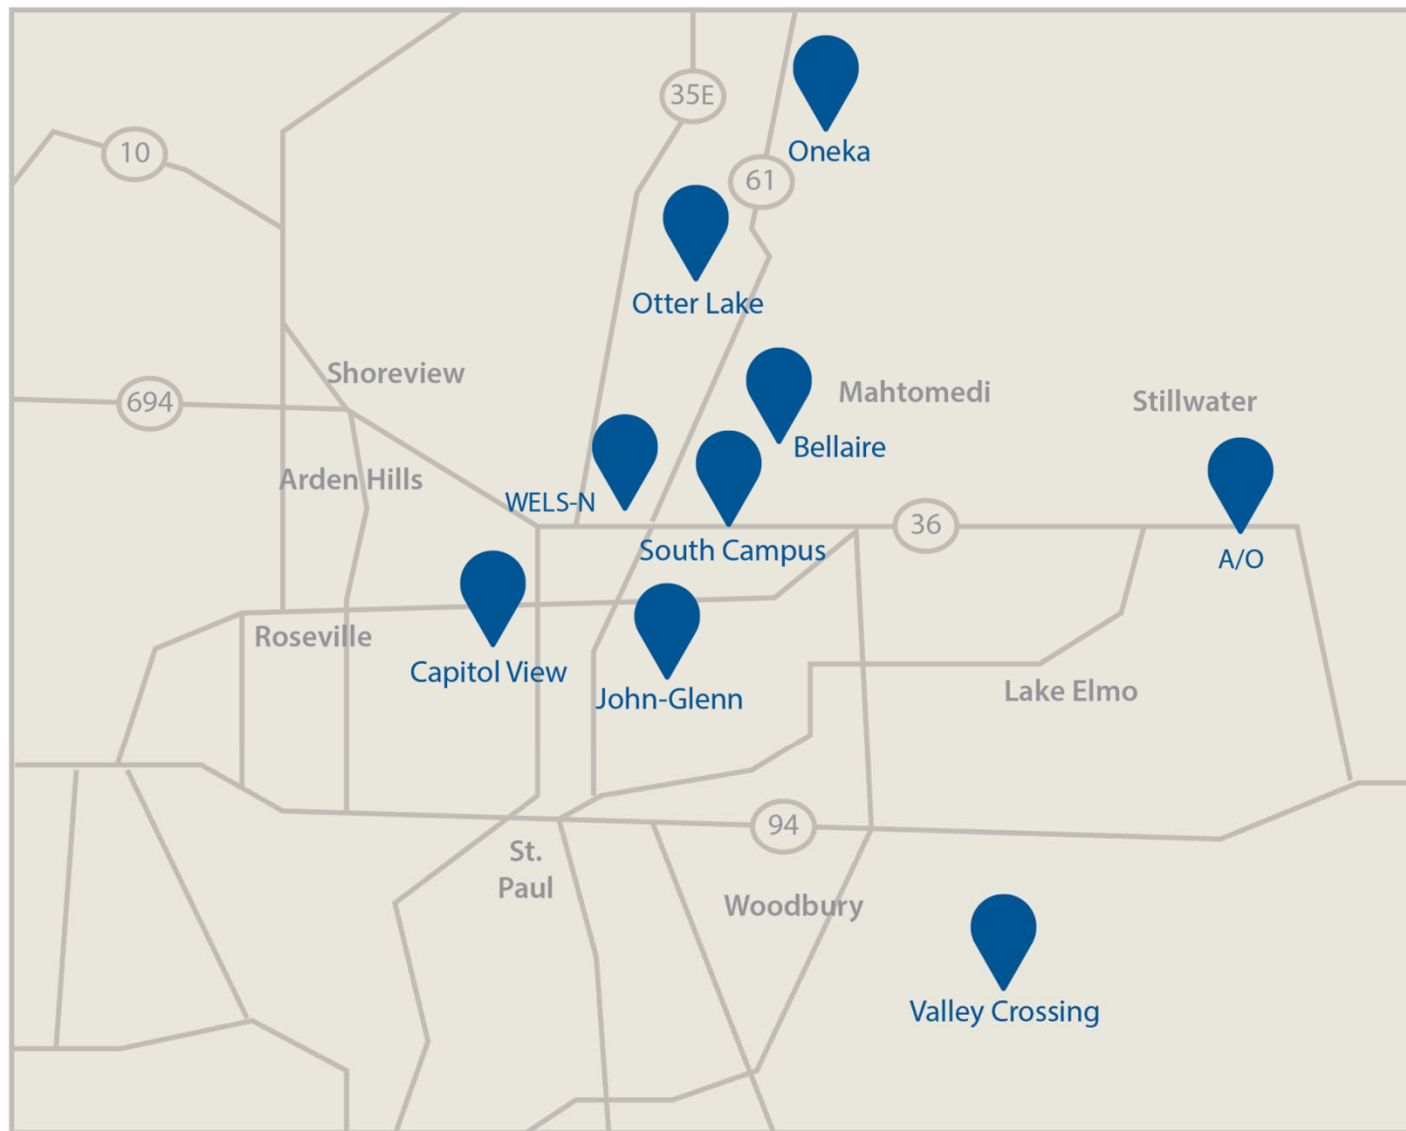 35E
Oneka
10
61
Otter Lake
Shoreview
Mahtomedi
Stillwater
694
Bellaire
Arden Hills
WELS-N
36
South Campus
A/O
Roseville
Capitol View
John-Glenn
Lake Elmo
94
St.
Paul
Woodbury
Valley Crossing